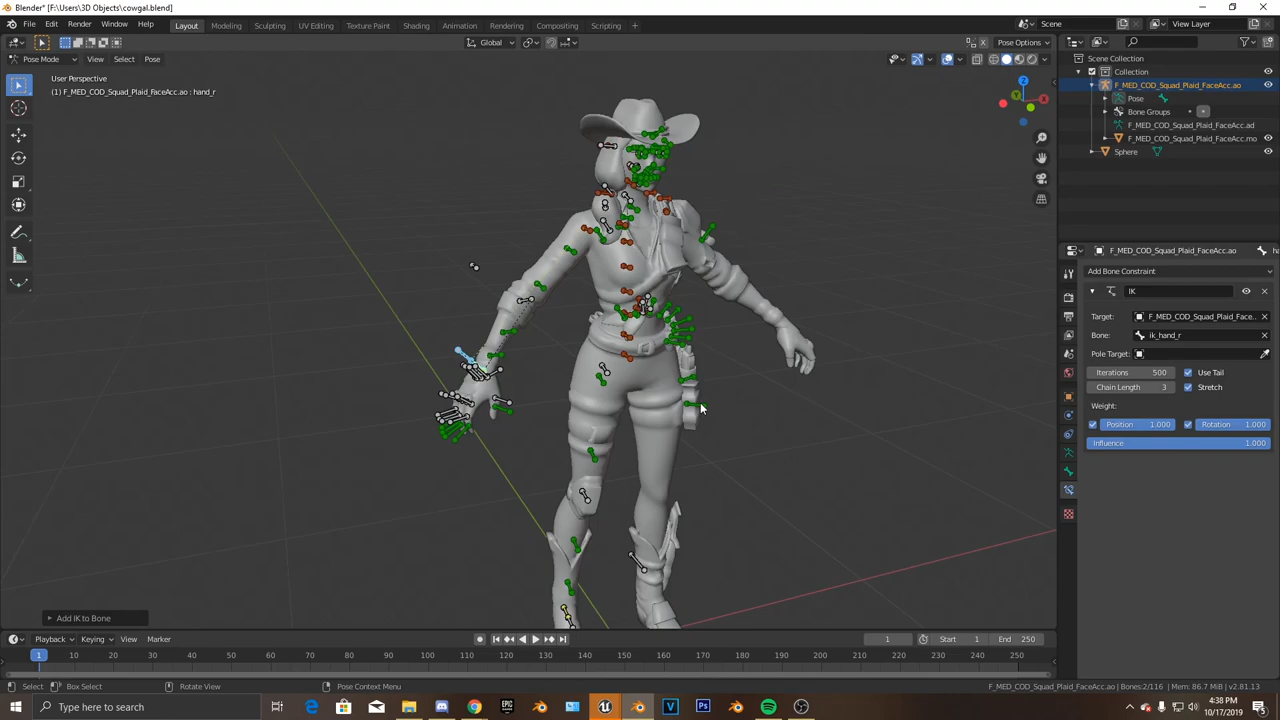 Blender* [F:\Users\3D Objects\cowgal.blend]
File Edit Render Window Help Layout Modeling Sculpting UV Editing Texture Paint Shading Animation Rendering Compositing Scripting Scene View Layer
Global Pose Options
Pose Mode View Select Pose
User Perspective
(1) F_MED_COD_Squad_Plaid_FaceAcc.ao : hand_r
Z
Y
X
Scene Collection
Collection
F_MED_COD_Squad_Plaid_FaceAcc.ao
Pose
Bone Groups
F_MED_COD_Squad_Plaid_FaceAcc.ad
F_MED_COD_Squad_Plaid_FaceAcc.mo
Sphere
F_MED_COD_Squad_Plaid_FaceAcc.ao
Add Bone Constraint
IK
Target: F_MED_COD_Squad_Plaid_Face...
Bone: ik_hand_r
Pole Target:
Iterations 500 Use Tail
Chain Length 3 Stretch
Weight:
Position 1.000 Rotation 1.000
Influence 1.000
Add IK to Bone
Playback Keying View Marker 1 Start 1 End 250
1 10 20 30 40 50 60 70 80 90 100 110 120 130 140 150 160 170 180 190 200 210 220 230 240 250
Select Box Select Rotate View Pose Context Menu F_MED_COD_Squad_Plaid_FaceAcc.ao | Bones:2/116 | Mem: 86.7 MiB | v2.81.13
Type here to search
EPIC GAMES
V
Ps
4:38 PM
10/17/2019